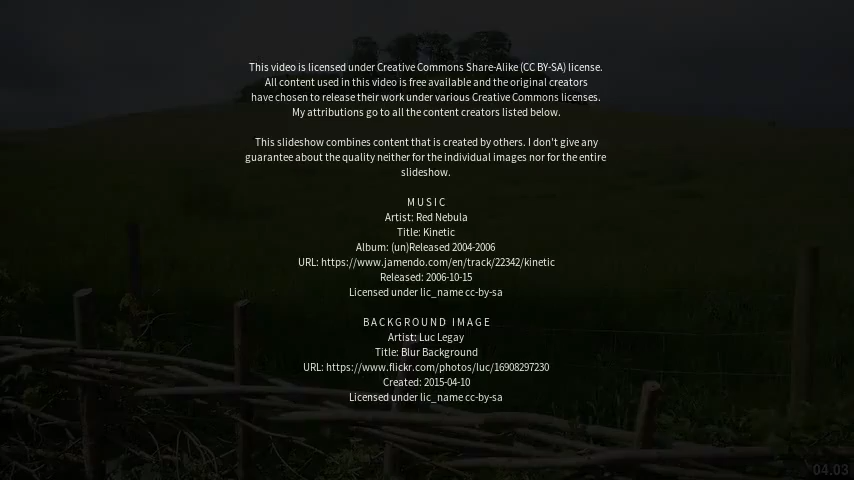 This video is licensed under Creative Commons Share-Alike (CC BY-SA) license.
All content used in this video is free available and the original creators
have chosen to release their work under various Creative Commons licenses.
My attributions go to all the content creators listed below.
This slideshow combines content that is created by others. I don't give any
guarantee about the quality neither for the individual images nor for the entire
slideshow.
MUSIC
Artist: Red Nebula
Title: Kinetic
Album: (un)Released 2004-2006
URL: https://www.jamendo.com/en/track/22342/kinetic
Released: 2006-10-15
Licensed under lic_name cc-by-sa
BACKGROUND IMAGE
Artist: Luc Legay
Title: Blur Background
URL: https://www.flickr.com/photos/luc/16908297230
Created: 2015-04-10
Licensed under lic_name cc-by-sa
04.03